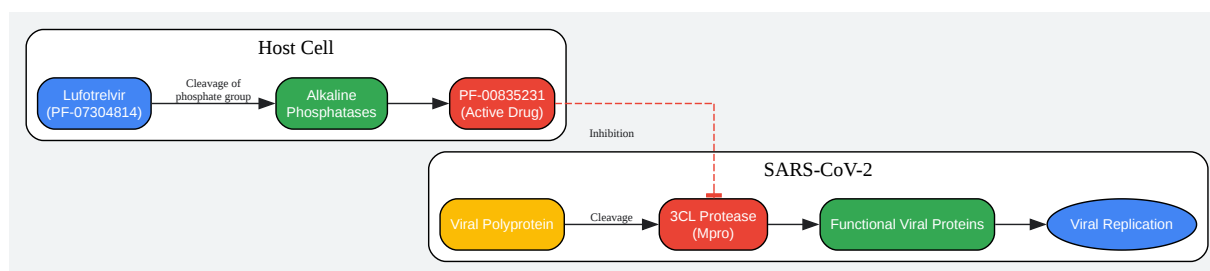 Host Cell
Lufotrelvir
(PF-07304814)
Cleavage of
phosphate group
Alkaline
Phosphatases
PF-00835231
(Active Drug)
Inhibition
SARS-CoV-2
Viral Polyprotein
Cleavage
3CL Protease
(Mpro)
Functional Viral Proteins
Viral Replication